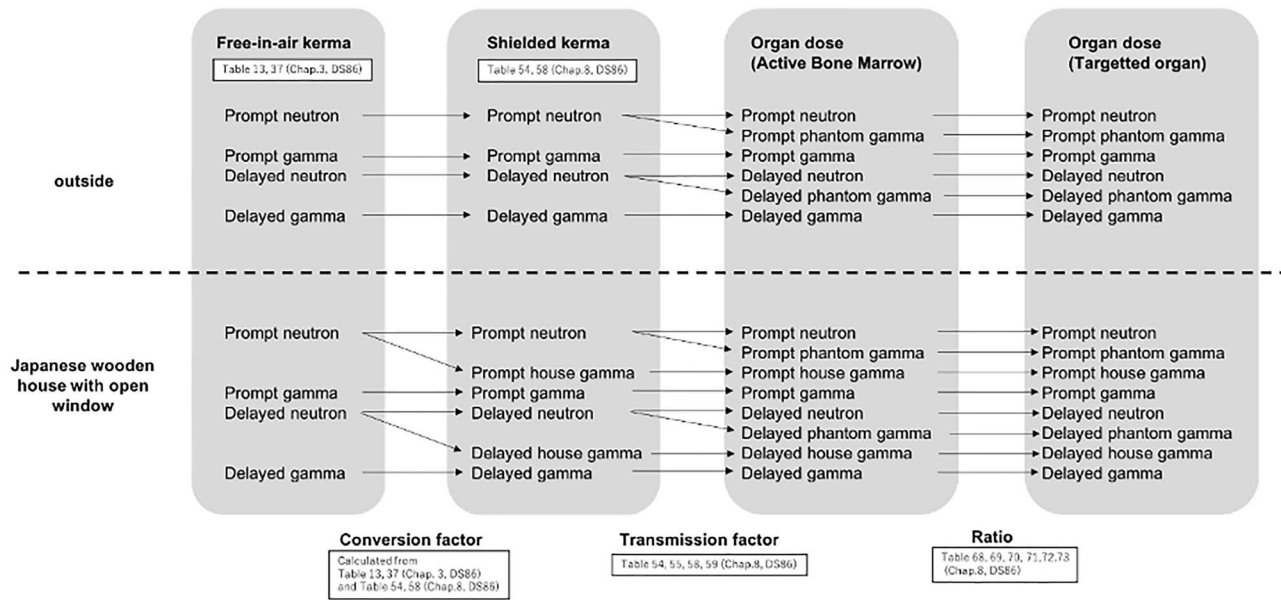 Free-in-air kerma
Table 13, 37 (Chap.3, DS86)
Shielded kerma
Table 54, 58 (Chap.8, DS86)
Organ dose
(Active Bone Marrow)
Organ dose
(Targetted organ)
outside
Prompt neutron
Prompt gamma
Delayed neutron
Delayed gamma
Prompt neutron
Prompt gamma
Delayed neutron
Delayed gamma
Prompt neutron
Prompt phantom gamma
Prompt gamma
Delayed neutron
Delayed phantom gamma
Delayed gamma
Prompt neutron
Prompt phantom gamma
Prompt gamma
Delayed neutron
Delayed phantom gamma
Delayed gamma
Japanese wooden
house with open
window
Prompt neutron
Prompt gamma
Delayed neutron
Delayed gamma
Prompt neutron
Prompt house gamma
Prompt gamma
Delayed neutron
Delayed house gamma
Delayed gamma
Prompt neutron
Prompt phantom gamma
Prompt house gamma
Prompt gamma
Delayed neutron
Delayed phantom gamma
Delayed house gamma
Delayed gamma
Prompt neutron
Prompt phantom gamma
Prompt house gamma
Prompt gamma
Delayed neutron
Delayed phantom gamma
Delayed house gamma
Delayed gamma
Conversion factor
Calculated from
Table 13, 37 (Chap. 3, DS86)
and Table 54, 58 (Chap.8, DS86)
Transmission factor
Table 54, 55, 58, 59 (Chap.8, DS86)
Ratio
Table 68, 69, 70, 71,72.73
(Chap.8, DS86)